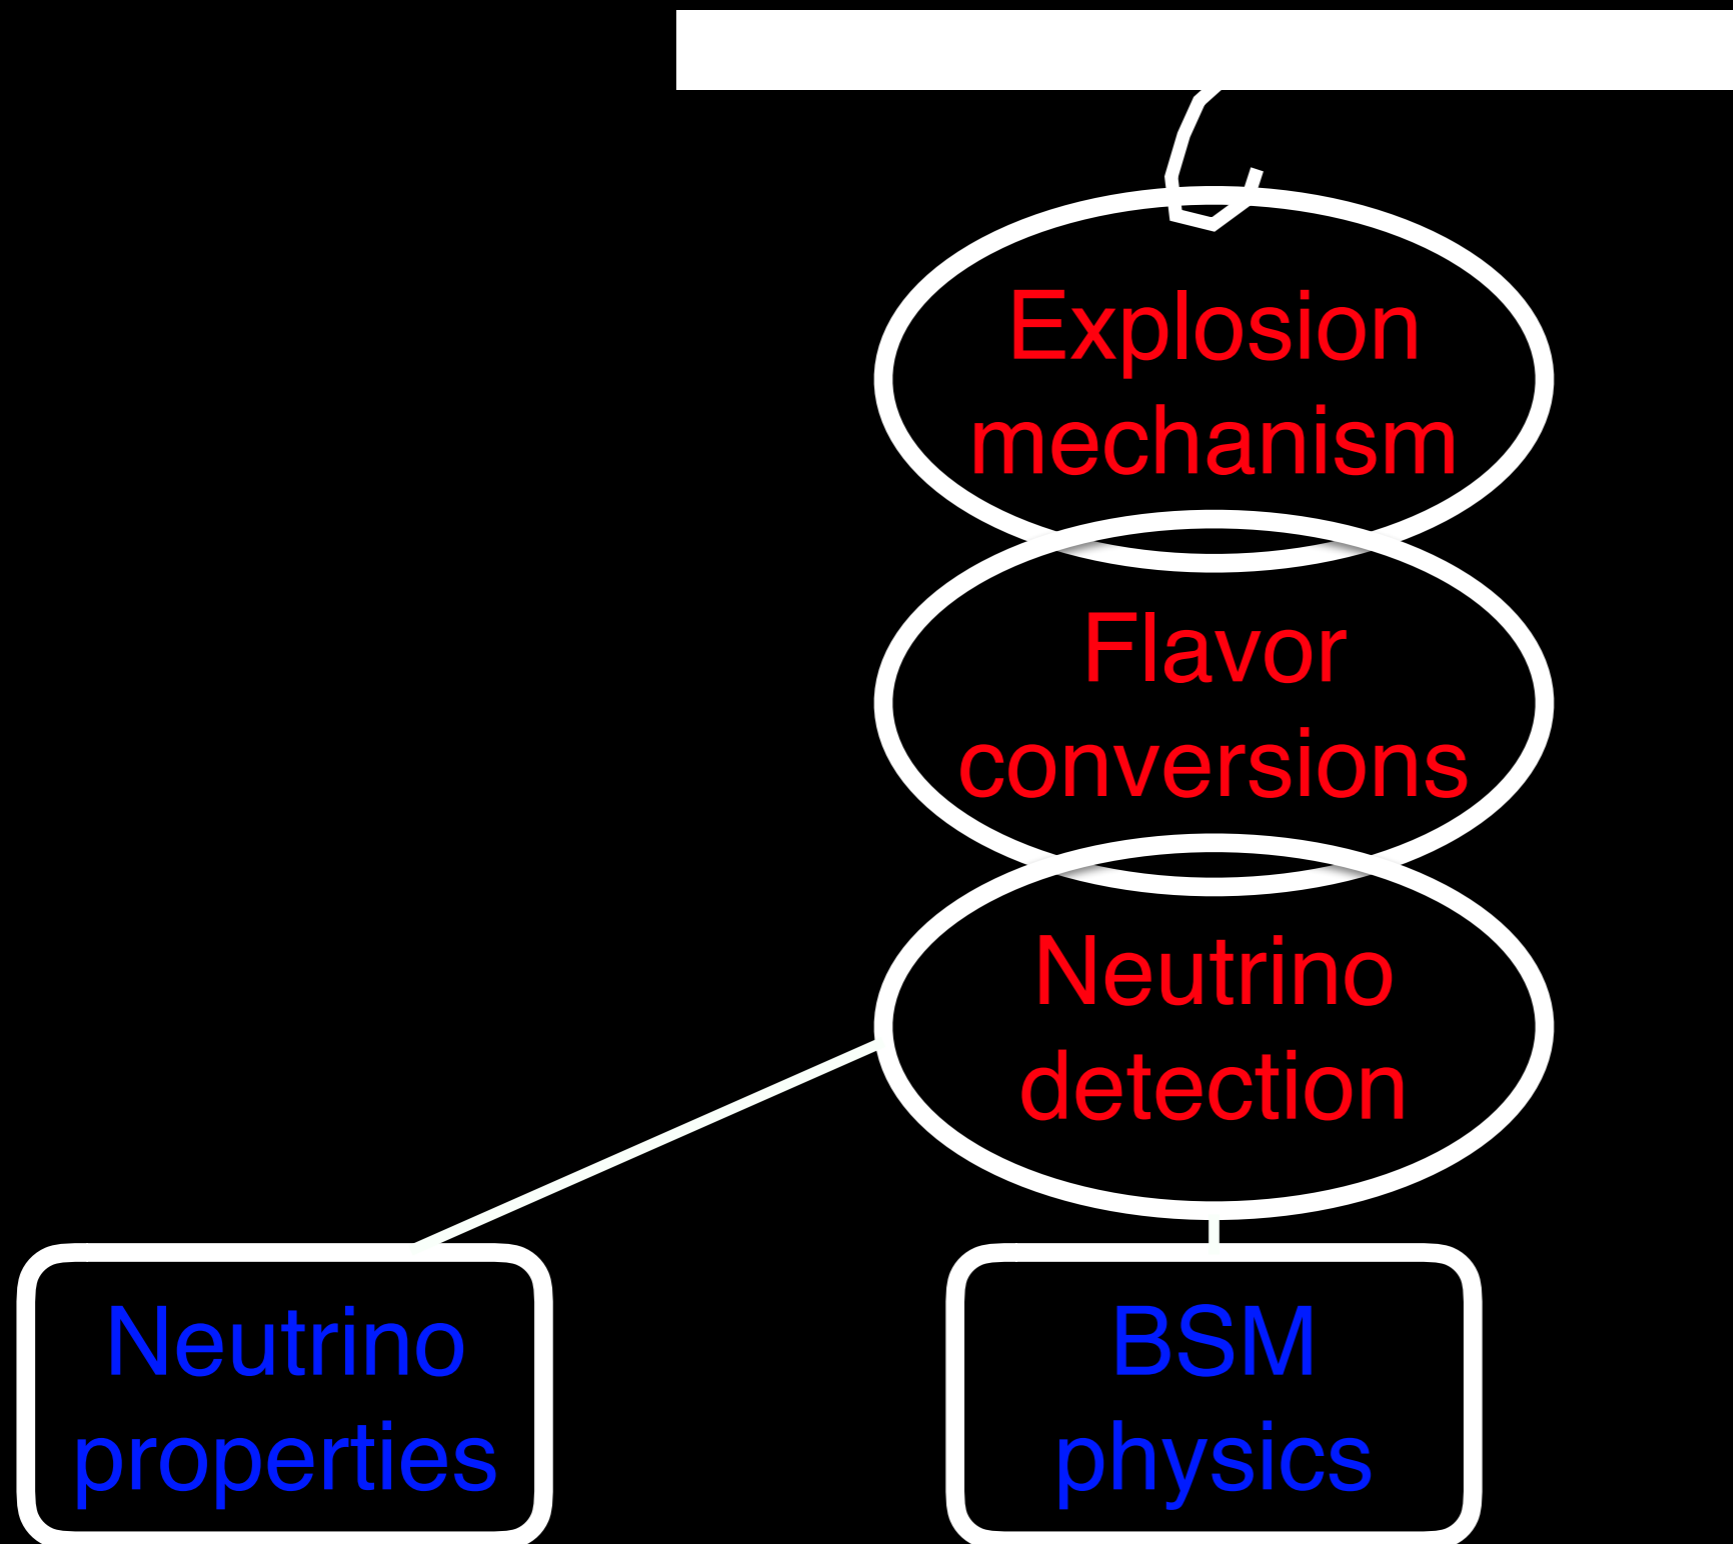 Explosion
mechanism
Flavor
conversions
Neutrino
detection
Neutrino
properties
BSM
physics